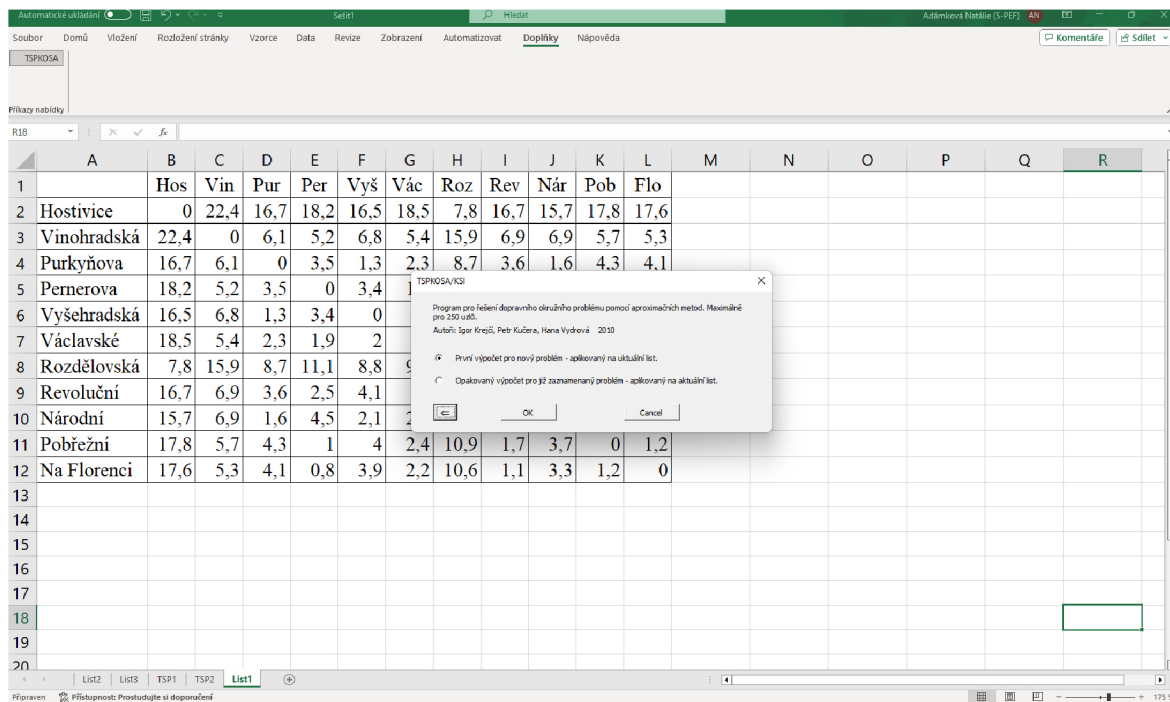 Automatické ukládání Sešit1 Hledat Adámková Natálie (S-PEF) AN
Soubor Domů Vložení Rozložení stránky Vzorce Data Revize Zobrazení Automatizovat Doplňky Nápověda Komentáře Sdílet
TSPKOSA
Příkazy nabídky
R18 fx
A B C D E F G H I J K L M N O P Q R
1 Hos Vin Pur Per Vyš Vác Roz Rev Nár Pob Flo
2 Hostivice 0 22,4 16,7 18,2 16,5 18,5 7,8 16,7 15,7 17,8 17,6
3 Vinohradská 22,4 0 6,1 5,2 6,8 5,4 15,9 6,9 6,9 5,7 5,3
4 Purkyňova 16,7 6,1 0 3,5 1,3 2,3 8,7 3,6 1,6 4,3 4,1
5 Pernerova 18,2 5,2 3,5 0 3,4
6 Vyšehradská 16,5 6,8 1,3 3,4 0
7 Václavské 18,5 5,4 2,3 1,9 2
8 Rozdělovská 7,8 15,9 8,7 11,1 8,8
9 Revoluční 16,7 6,9 3,6 2,5 4,1
10 Národní 15,7 6,9 1,6 4,5 2,1
11 Pobřežní 17,8 5,7 4,3 1 4 2,4 10,9 1,7 3,7 0 1,2
12 Na Florenci 17,6 5,3 4,1 0,8 3,9 2,2 10,6 1,1 3,3 1,2 0
13
14
15
16
17
18
19
20
TSPKOSA/KSI
Program pro řešení dopravního okružního problému pomocí aproximačních metod. Maximálně
pro 250 uzlů.
Autoři: Igor Krejčí, Petr Kučera, Hana Vydrová 2010
První výpočet pro nový problém - aplikovaný na uktuální list.
Opakovaný výpočet pro již zaznamenaný problém - aplikovaný na aktuální list.
OK Cancel
List2 List3 TSP1 TSP2 List1
Připraven Přístupnost: Prostudujte si doporučení 175 %